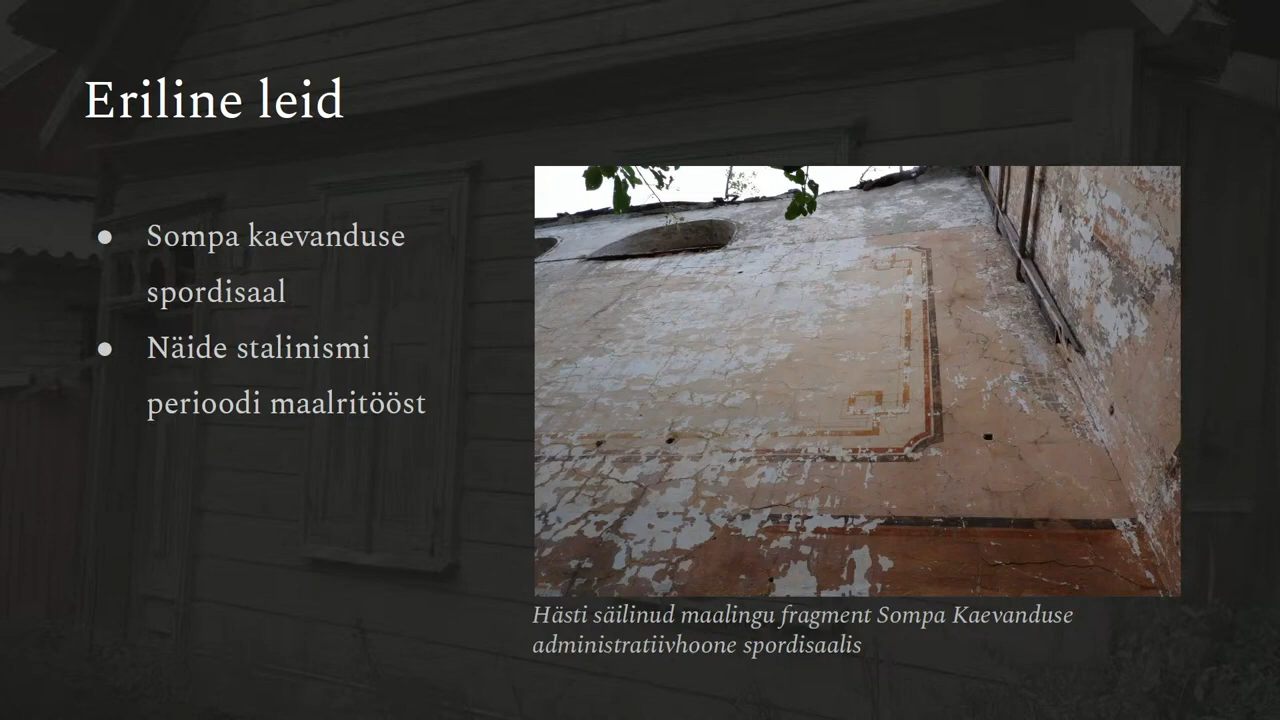 Eriline leid
● Sompa kaevanduse
spordisaal
● Näide stalinismi
perioodi maalritööst
Hästi säilinud maalingu fragment Sompa Kaevanduse
administratiivhoone spordisaalis